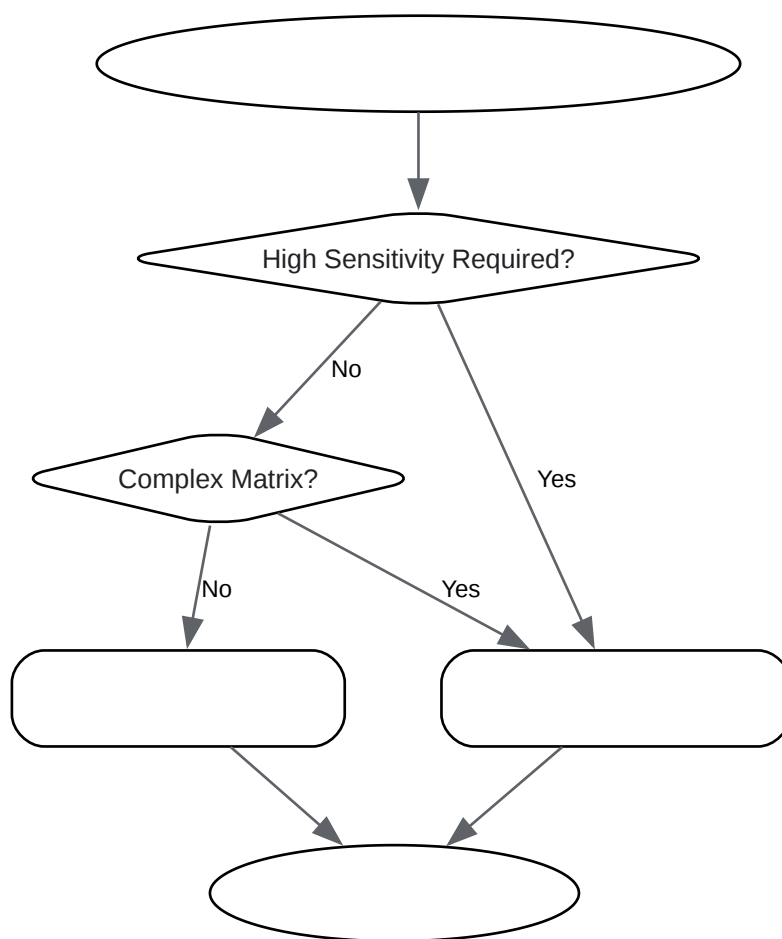 High Sensitivity Required?
No
Complex Matrix?
Yes
No
Yes